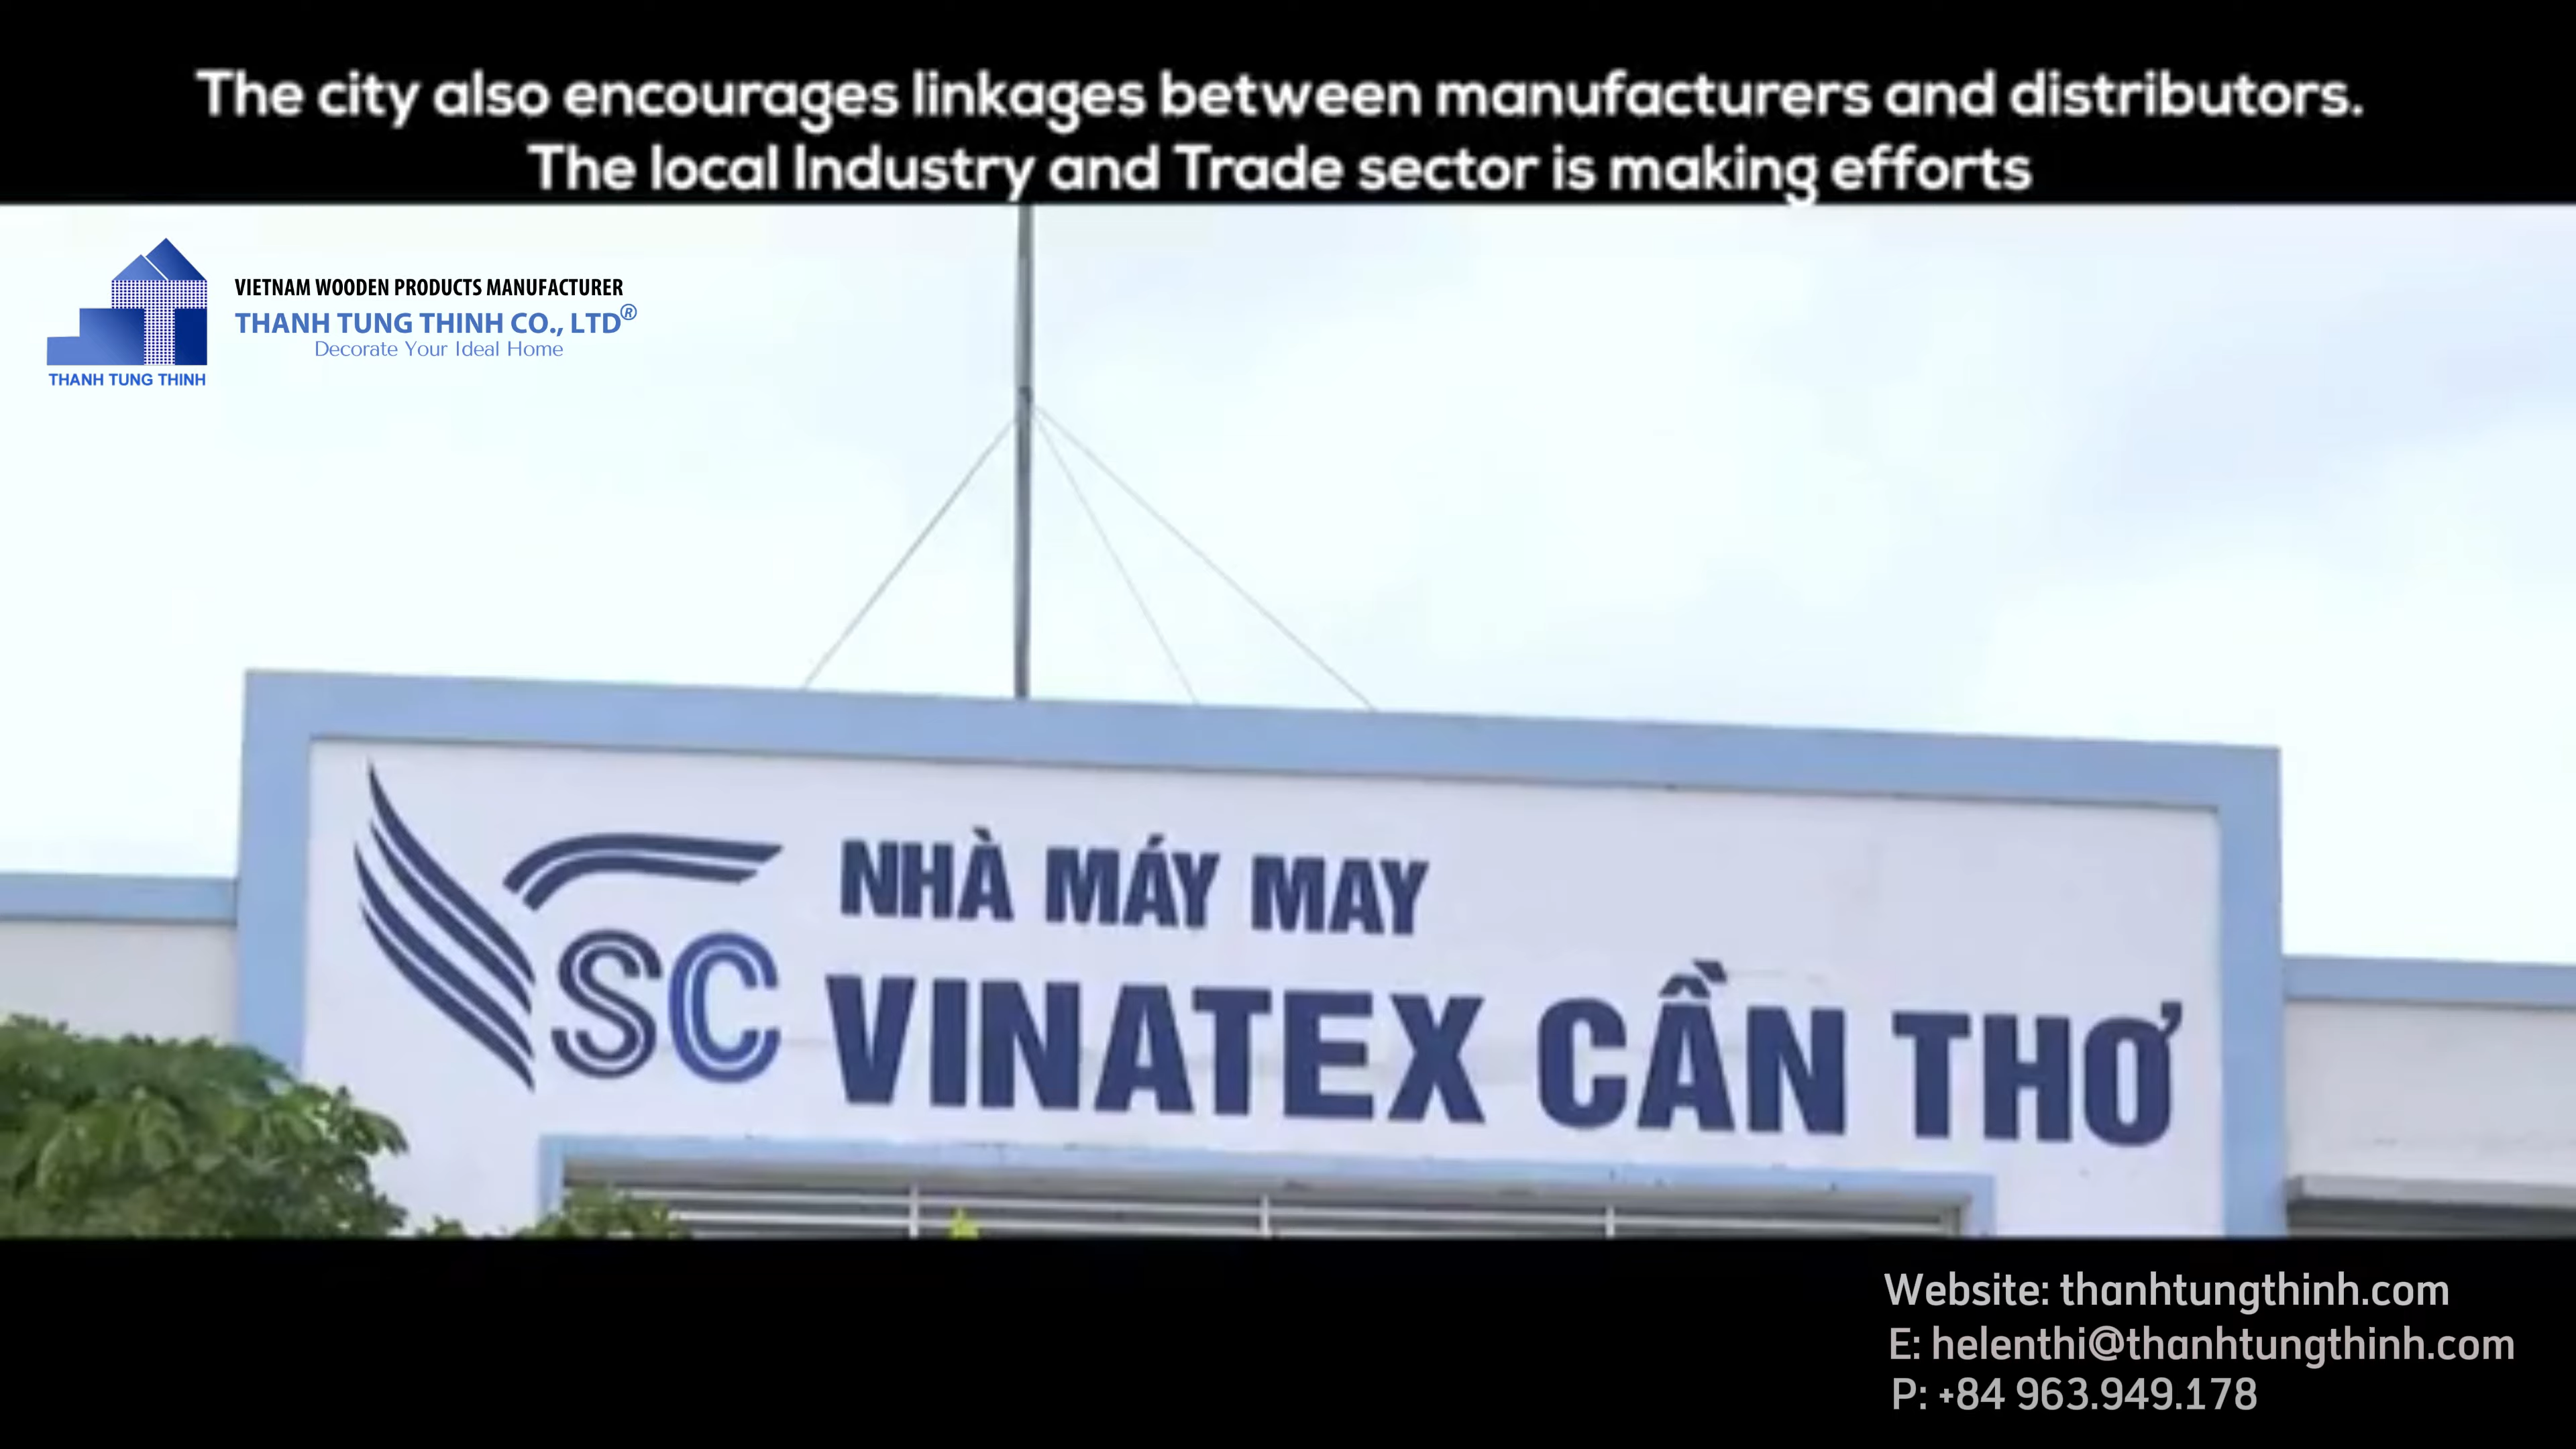 The city also encourages linkages between manufacturers and distributors.
The local Industry and Trade sector is making efforts
VIETNAM WOODEN PRODUCTS MANUFACTURER
THANH TUNG THINH CO., LTD®
Decorate Your Ideal Home
THANH TUNG THINH
SC
NHÀ MÁY MAY
VINATEX CẦN THƠ
Website: thanhtungthinh.com
E: helenthi@thanhtungthinh.com
P: +84 963.949.178